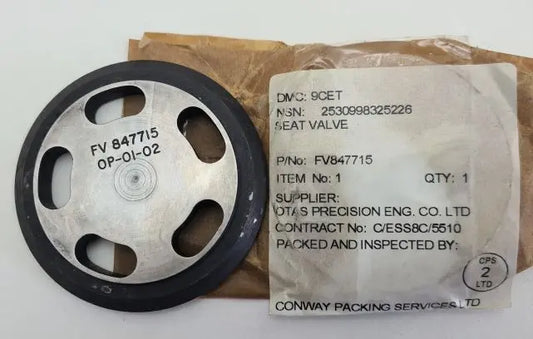 FV 847715
OP-01-02
DMC: 9CET
NSN: 2530998325226
SEAT VALVE
P/No: FV847715
ITEM No: 1 QTY: 1
SUPPLIER:
OTAS PRECISION ENG. CO. LTD
CONTRACT No: C/ESS8C/5510
PACKED AND INSPECTED BY:
CPS
2
LTD
CONWAY PACKING SERVICES LTD